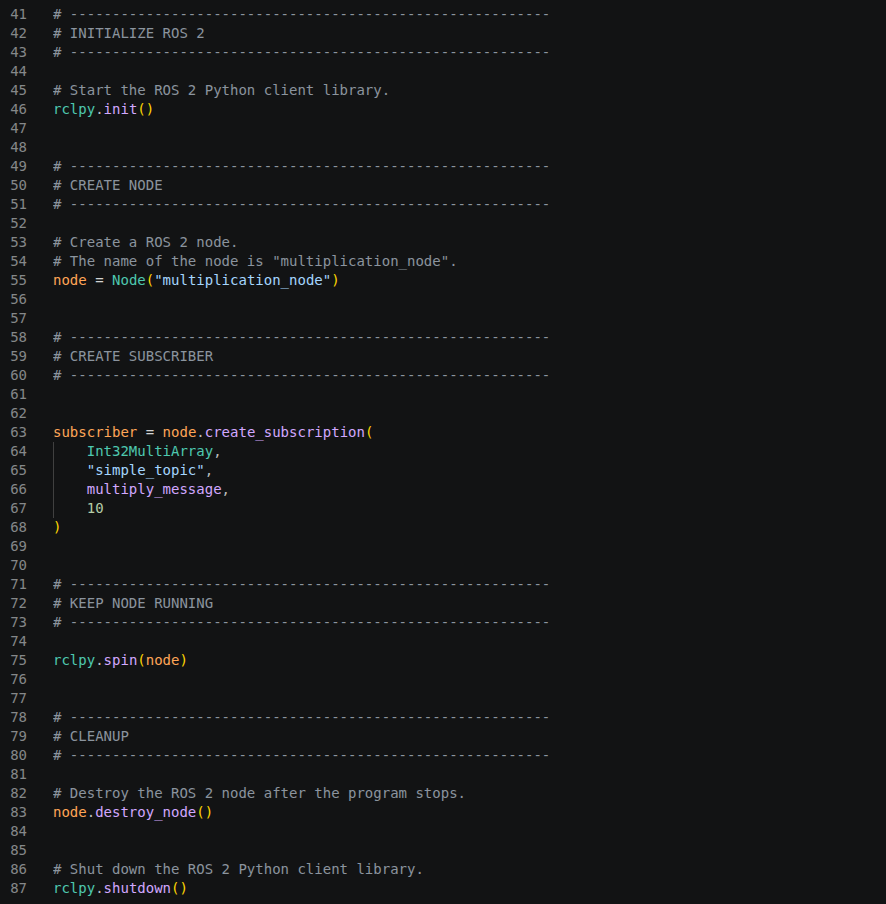 41 # ---------------------------------------------------------
42 # INITIALIZE ROS 2
43 # ---------------------------------------------------------
44
45 # Start the ROS 2 Python client library.
46 rclpy.init()
47
48
49 # ---------------------------------------------------------
50 # CREATE NODE
51 # ---------------------------------------------------------
52
53 # Create a ROS 2 node.
54 # The name of the node is "multiplication_node".
55 node = Node("multiplication_node")
56
57
58 # ---------------------------------------------------------
59 # CREATE SUBSCRIBER
60 # ---------------------------------------------------------
61
62
63 subscriber = node.create_subscription(
64     Int32MultiArray,
65     "simple_topic",
66     multiply_message,
67     10
68 )
69
70
71 # ---------------------------------------------------------
72 # KEEP NODE RUNNING
73 # ---------------------------------------------------------
74
75 rclpy.spin(node)
76
77
78 # ---------------------------------------------------------
79 # CLEANUP
80 # ---------------------------------------------------------
81
82 # Destroy the ROS 2 node after the program stops.
83 node.destroy_node()
84
85
86 # Shut down the ROS 2 Python client library.
87 rclpy.shutdown()